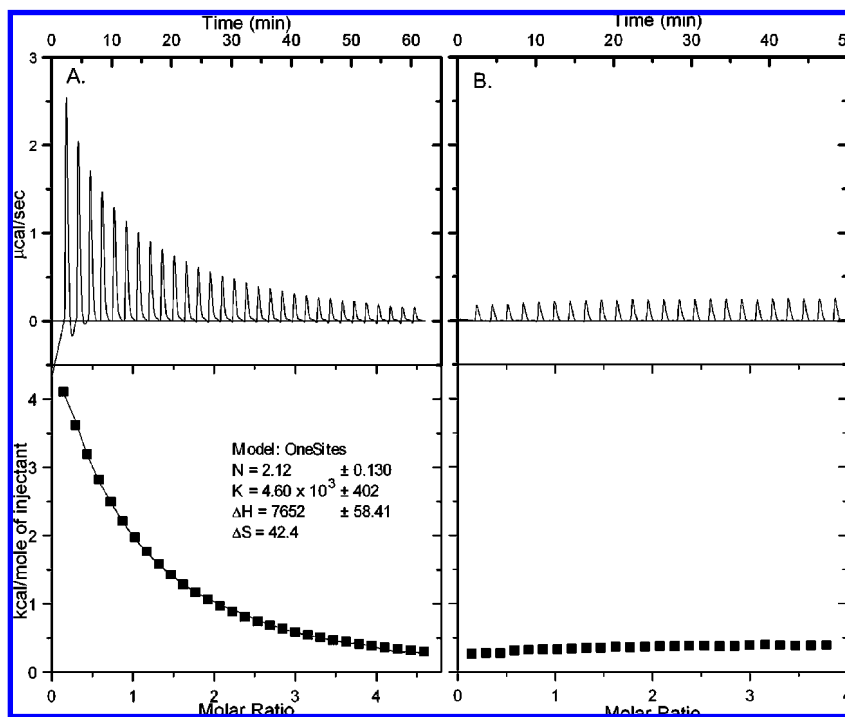 Time (min)
0 10 20 30 40 50 60
A.
3
2
1
0
µcal/sec
4
3
2
1
0
kcal/mole of injectant
Model: OneSites
N = 2.12 ± 0.130
K = 4.60 x 10³ ± 402
ΔH = 7652 ± 58.41
ΔS = 42.4
0 1 2 3 4
Molar Ratio
Time (min)
0 10 20 30 40
B.
0 1 2 3 4
Molar Ratio